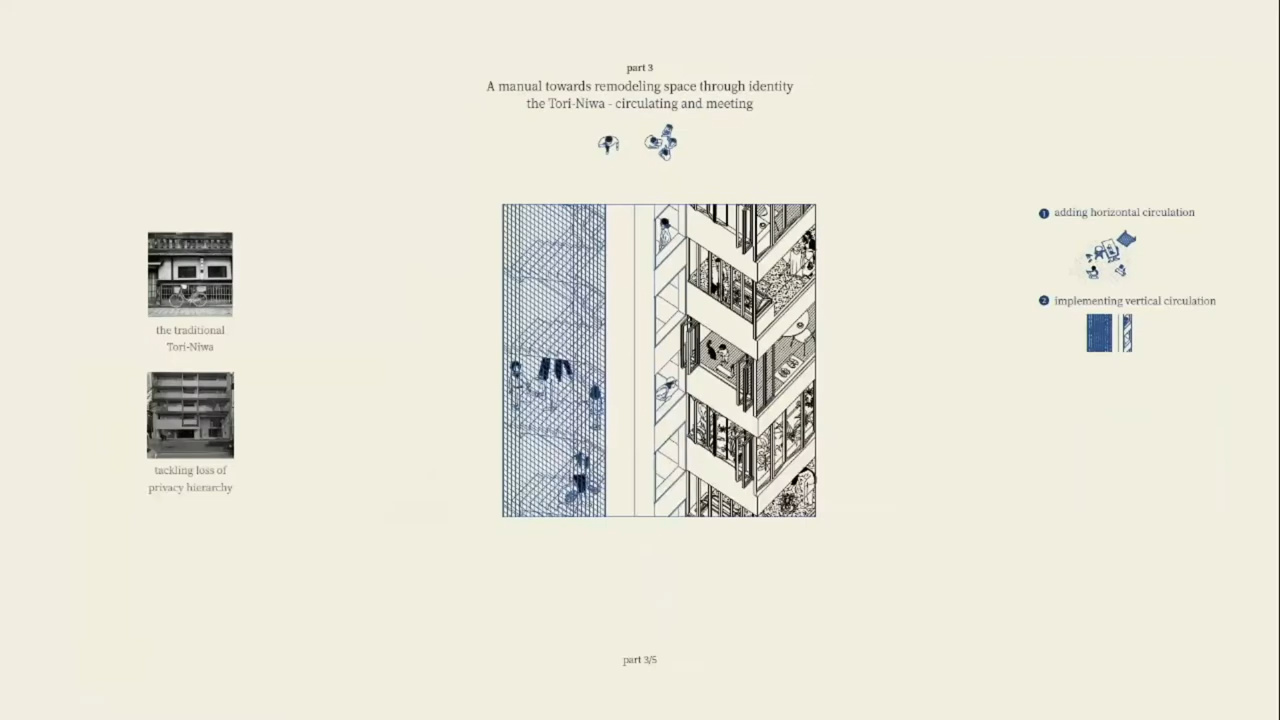 part 3
A manual towards remodeling space through identity
the Tori-Niwa - circulating and meeting
the traditional
Tori-Niwa
tackling loss of
privacy hierarchy
1 adding horizontal circulation
2 implementing vertical circulation
part 3/5